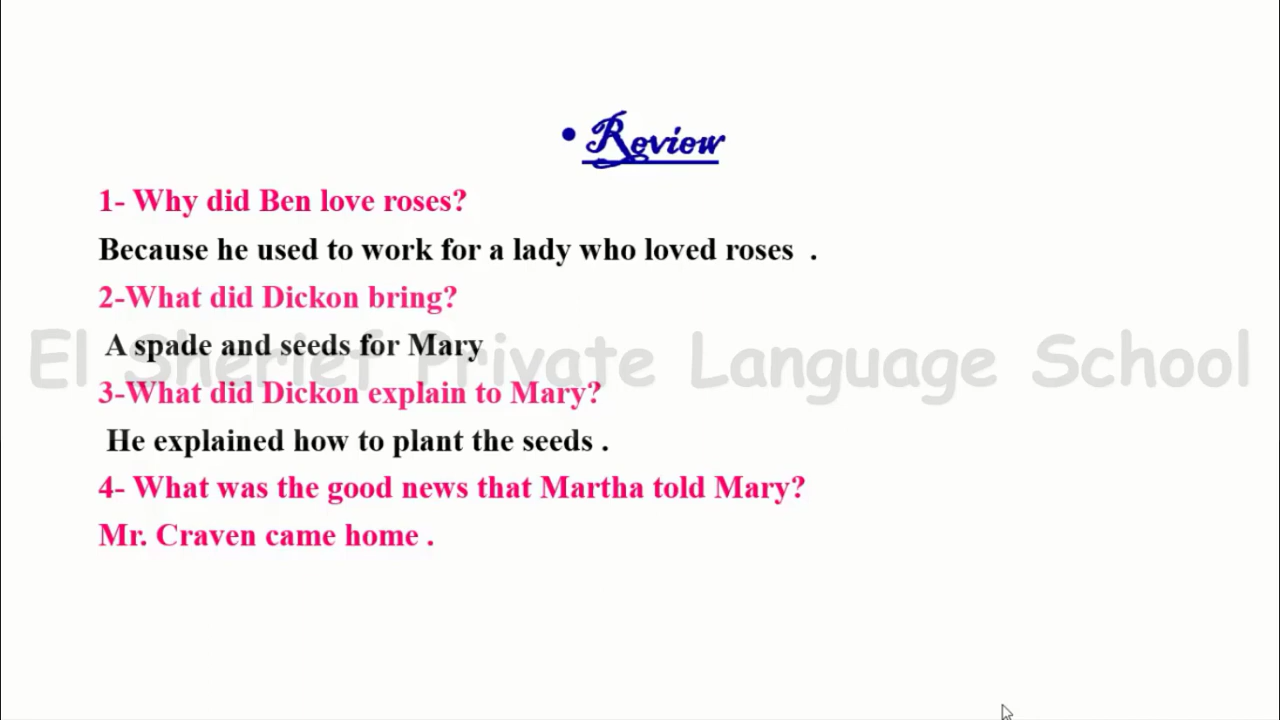 • Review
1- Why did Ben love roses?
Because he used to work for a lady who loved roses .
2-What did Dickon bring?
A spade and seeds for Mary
El Sherief Private Language School
3-What did Dickon explain to Mary?
He explained how to plant the seeds .
4- What was the good news that Martha told Mary?
Mr. Craven came home .